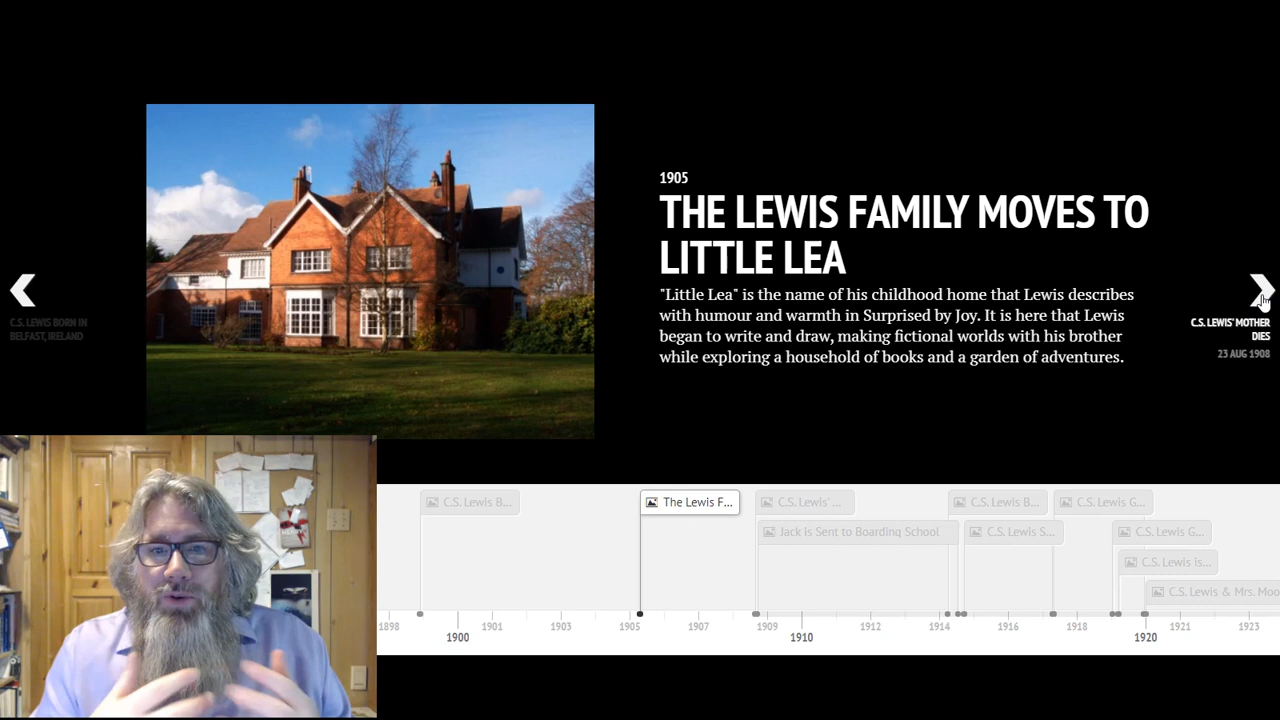 1905
THE LEWIS FAMILY MOVES TO
LITTLE LEA
"Little Lea" is the name of his childhood home that Lewis describes
with humour and warmth in Surprised by Joy. It is here that Lewis
began to write and draw, making fictional worlds with his brother
while exploring a household of books and a garden of adventures.
C.S. LEWIS BORN IN
BELFAST, IRELAND
C.S. LEWIS' MOTHER
DIES
23 AUG 1908
C.S. Lewis B...
The Lewis F...
C.S. Lewis' ...
C.S. Lewis B...
C.S. Lewis G...
Jack is Sent to Boarding School
C.S. Lewis S...
C.S. Lewis G...
C.S. Lewis is...
C.S. Lewis & Mrs. Moo
1898 1900 1901 1903 1905 1907 1909 1910 1912 1914 1916 1918 1920 1921 1923